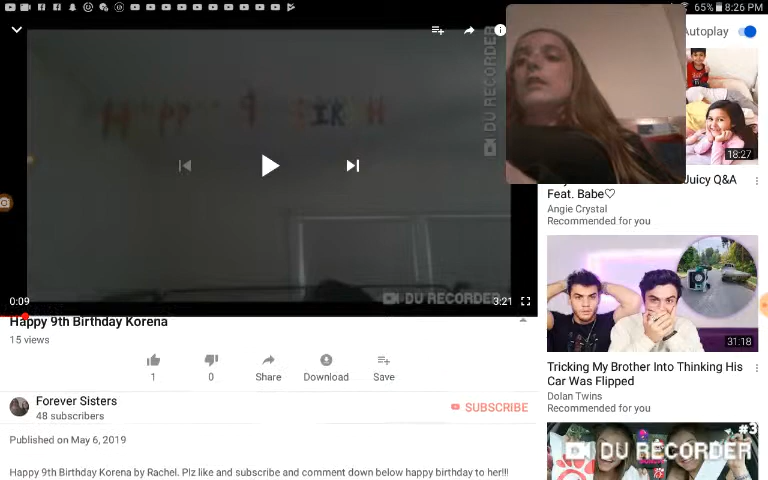 65% 8:26 PM
Autoplay
DU RECORDER
18:27
Juicy Q&A
Feat. Babe♡
Angie Crystal
Recommended for you
0:09
3:21
DU RECORDER
Happy 9th Birthday Korena
15 views
1
0
Share
Download
Save
Forever Sisters
48 subscribers
SUBSCRIBE
Published on May 6, 2019
Happy 9th Birthday Korena by Rachel. Plz like and subscribe and comment down below happy birthday to her!!!
31:18
Tricking My Brother Into Thinking His
Car Was Flipped
Dolan Twins
Recommended for you
#3
DU RECORDER